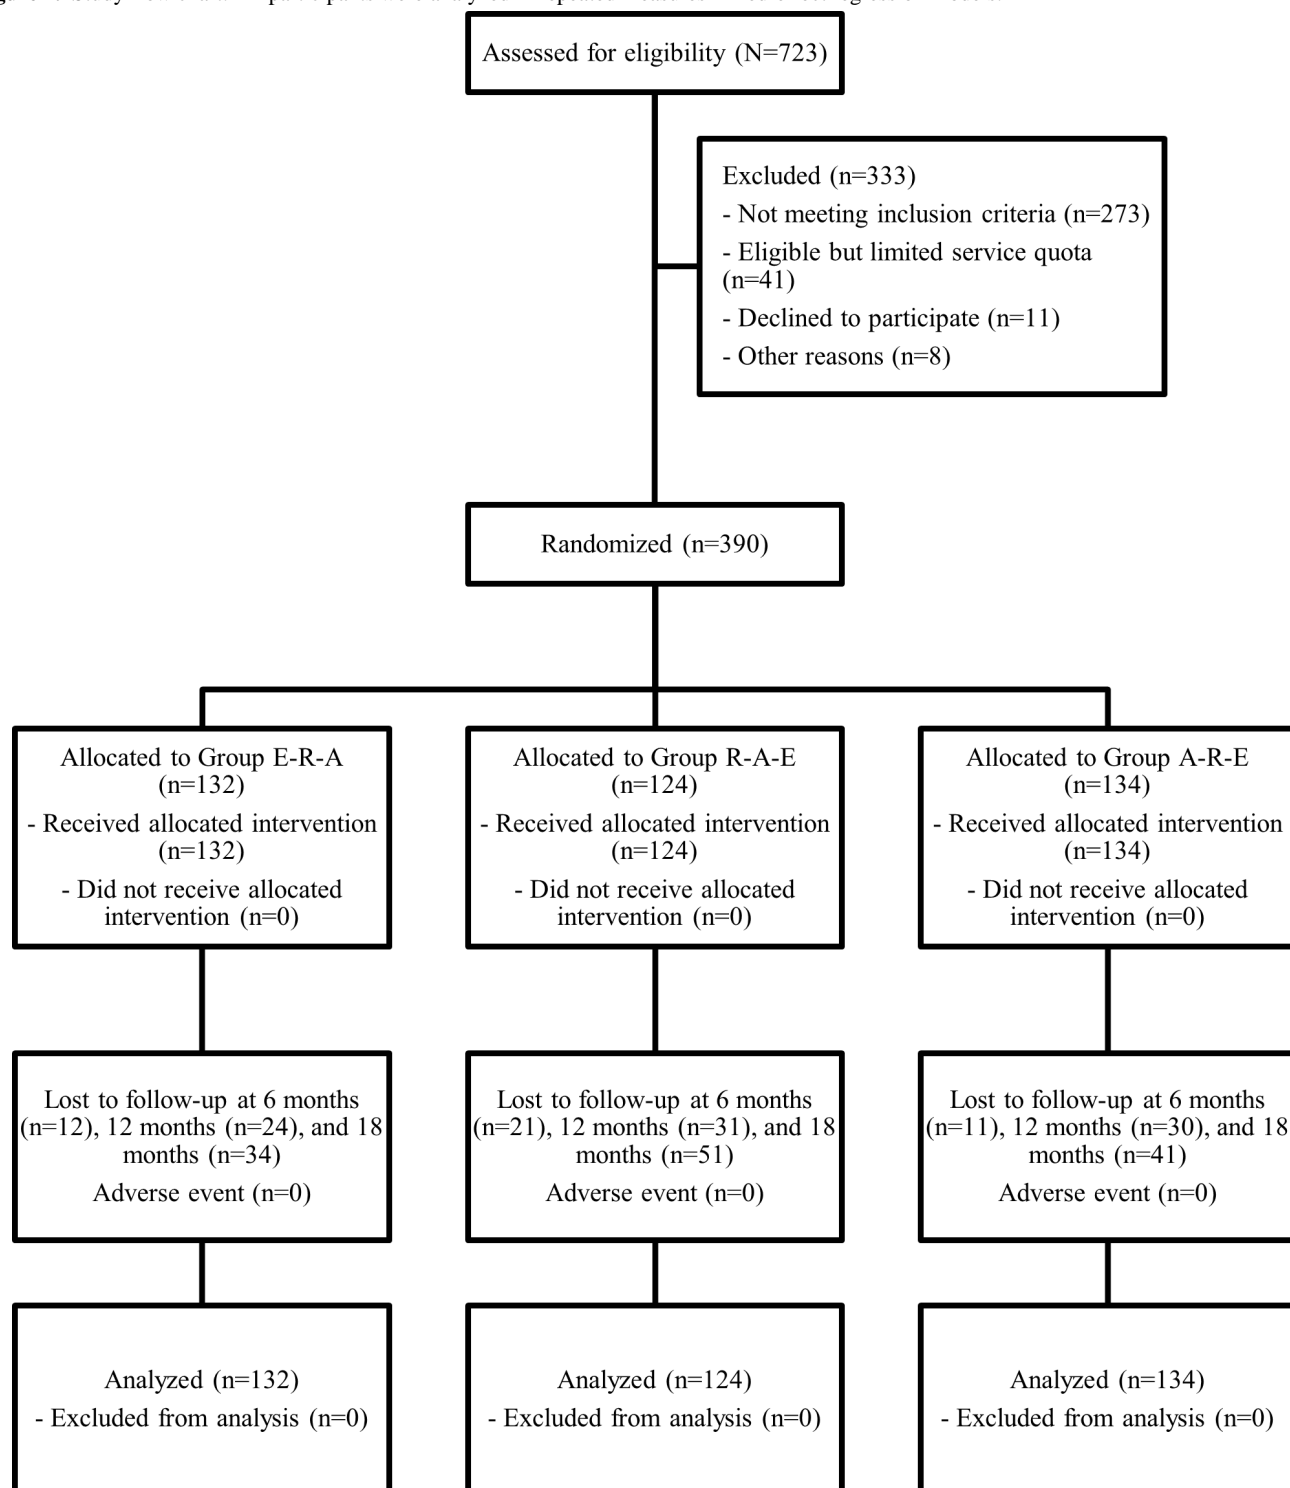 Assessed for eligibility (N=723)
Excluded (n=333)
- Not meeting inclusion criteria (n=273)
- Eligible but limited service quota
(n=41)
- Declined to participate (n=11)
- Other reasons (n=8)
Randomized (n=390)
Allocated to Group E-R-A
(n=132)
- Received allocated intervention
(n=132)
- Did not receive allocated
intervention (n=0)
Allocated to Group R-A-E
(n=124)
- Received allocated intervention
(n=124)
- Did not receive allocated
intervention (n=0)
Allocated to Group A-R-E
(n=134)
- Received allocated intervention
(n=134)
- Did not receive allocated
intervention (n=0)
Lost to follow-up at 6 months
(n=12), 12 months (n=24), and 18
months (n=34)
Adverse event (n=0)
Lost to follow-up at 6 months
(n=21), 12 months (n=31), and 18
months (n=51)
Adverse event (n=0)
Lost to follow-up at 6 months
(n=11), 12 months (n=30), and 18
months (n=41)
Adverse event (n=0)
Analyzed (n=132)
- Excluded from analysis (n=0)
Analyzed (n=124)
- Excluded from analysis (n=0)
Analyzed (n=134)
- Excluded from analysis (n=0)